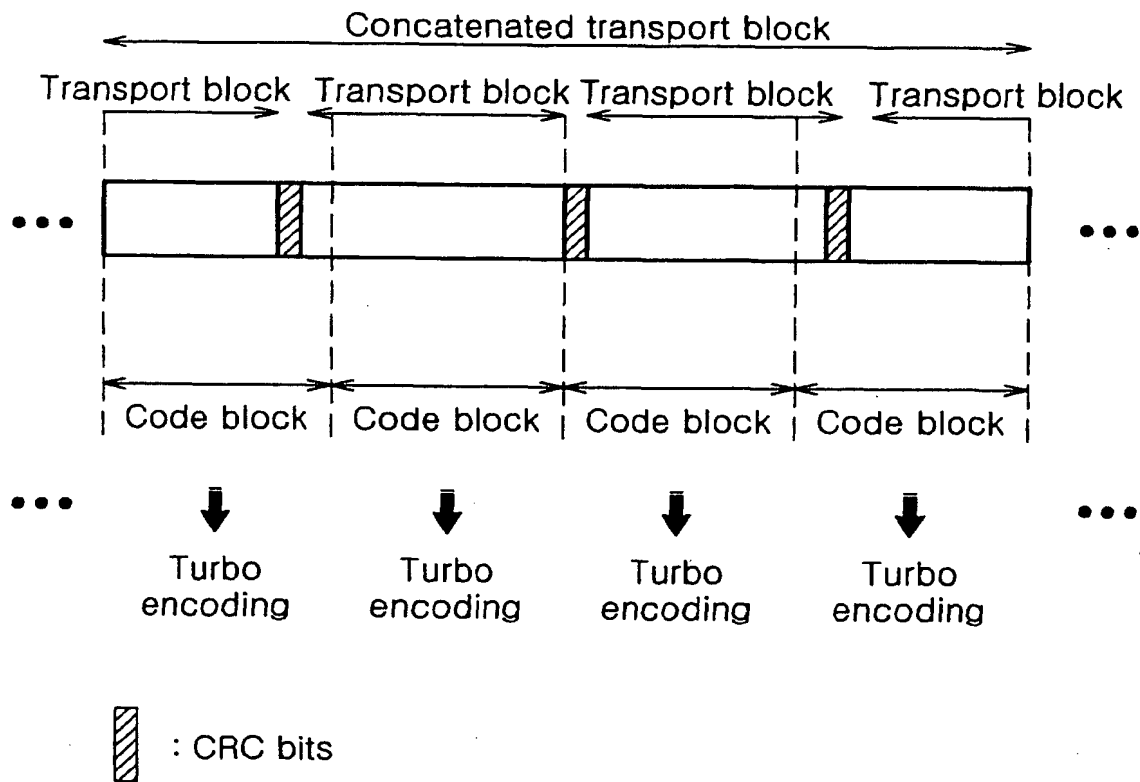 Concatenated transport block
Transport block Transport block Transport block Transport block
••• •••
Code block Code block Code block Code block
••• •••
Turbo encoding Turbo encoding Turbo encoding Turbo encoding
: CRC bits